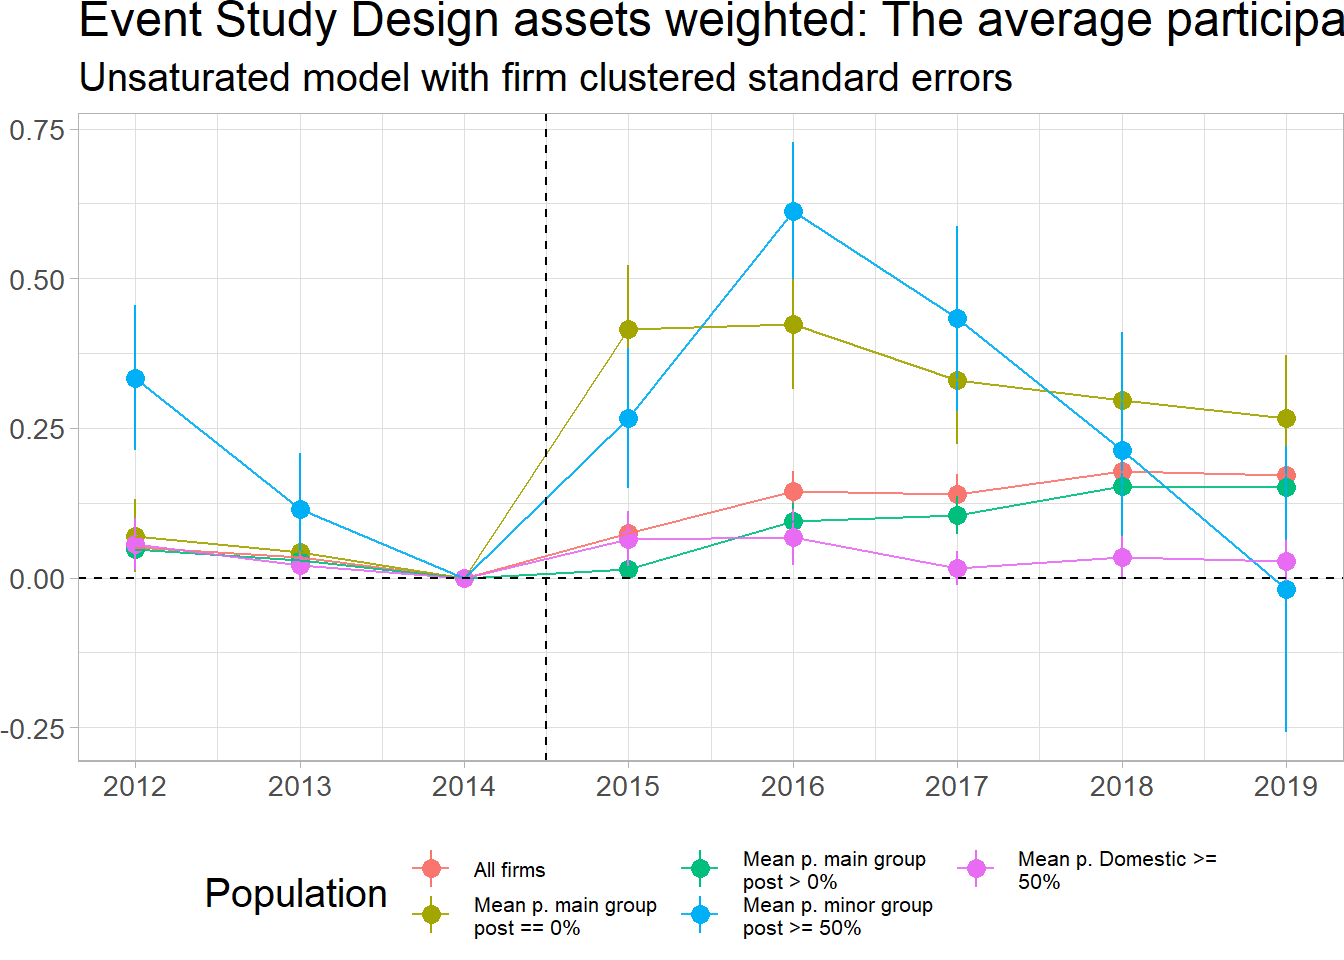 Event Study Design assets weighted: The average participa
Unsaturated model with firm clustered standard errors
0.75
0.50
0.25
0.00
-0.25
2012 2013 2014 2015 2016 2017 2018 2019
Population
All firms
Mean p. main group
post == 0%
Mean p. main group
post > 0%
Mean p. minor group
post >= 50%
Mean p. Domestic >=
50%